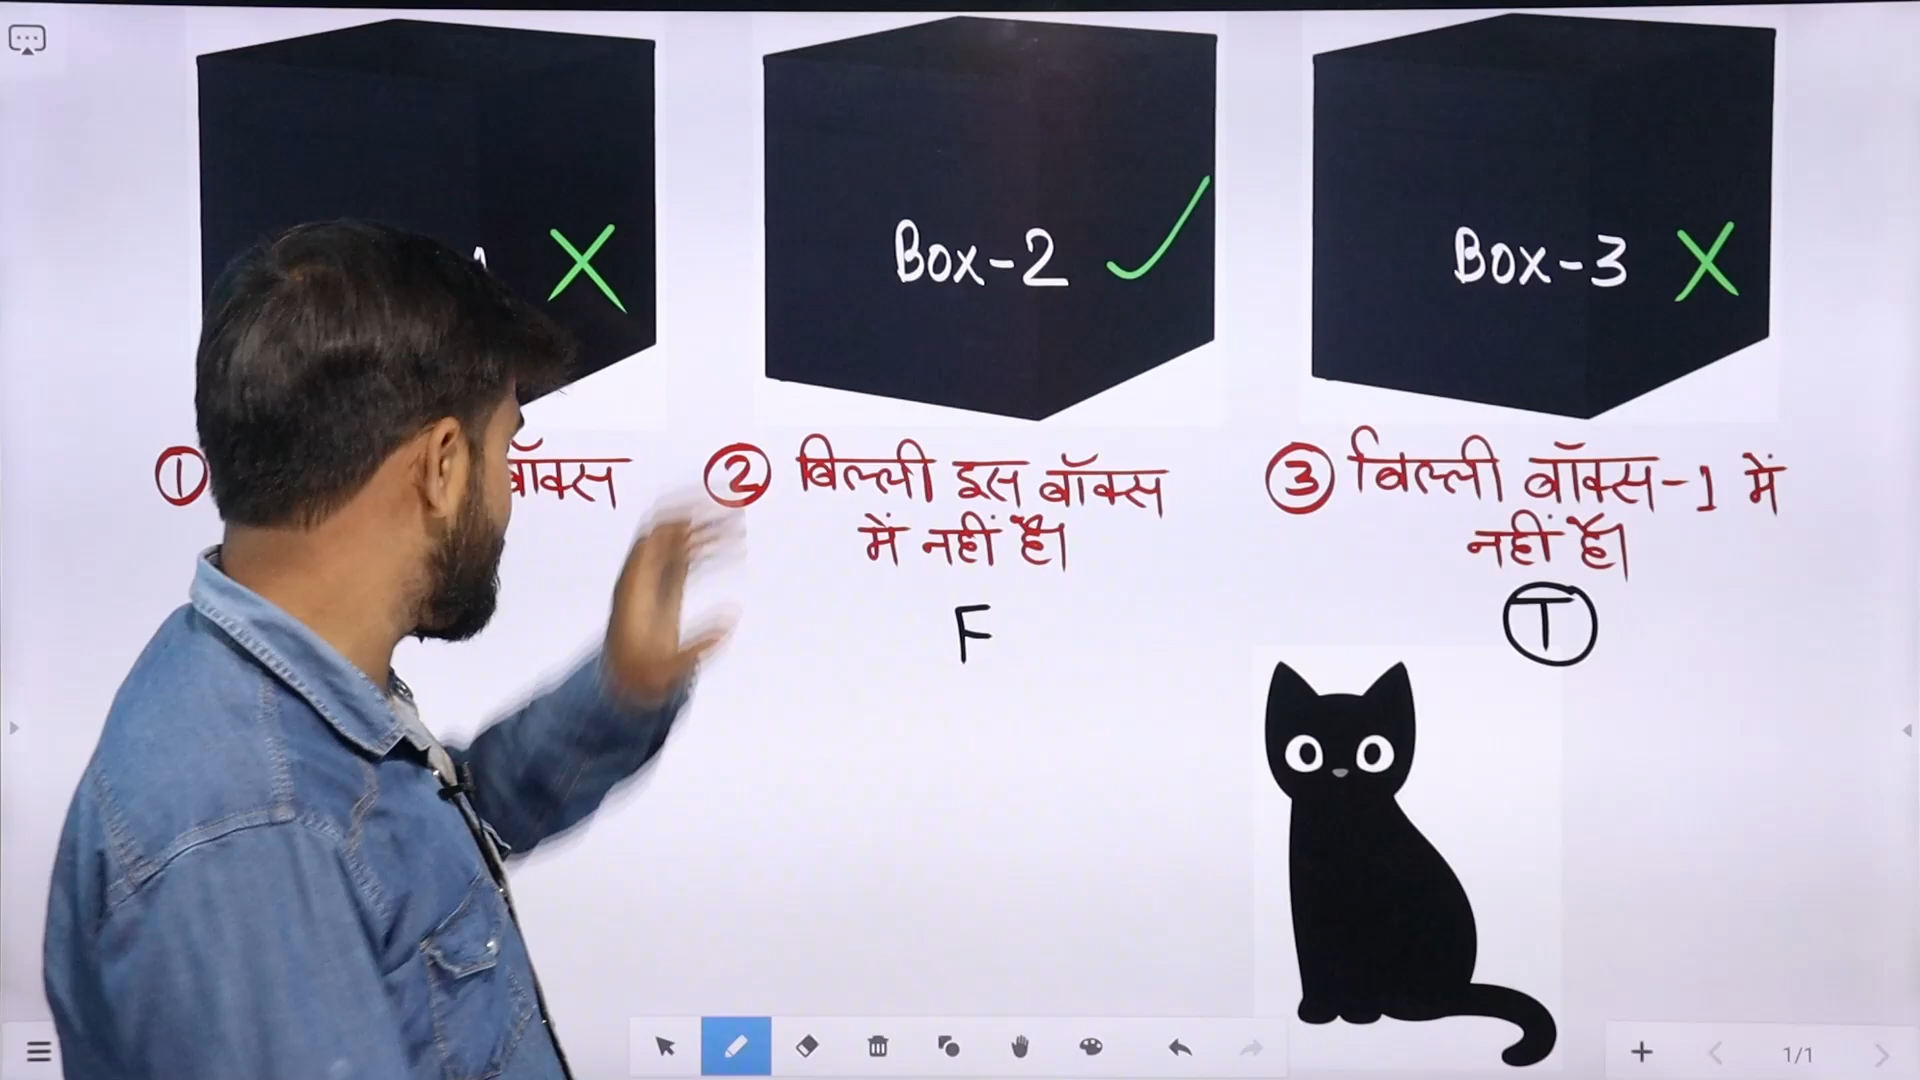 Box-2
Box-3
① बॉक्स
② बिल्ली इस बॉक्स
में नहीं है।
③ बिल्ली बॉक्स-1 में
नहीं है।
F
T
1/1